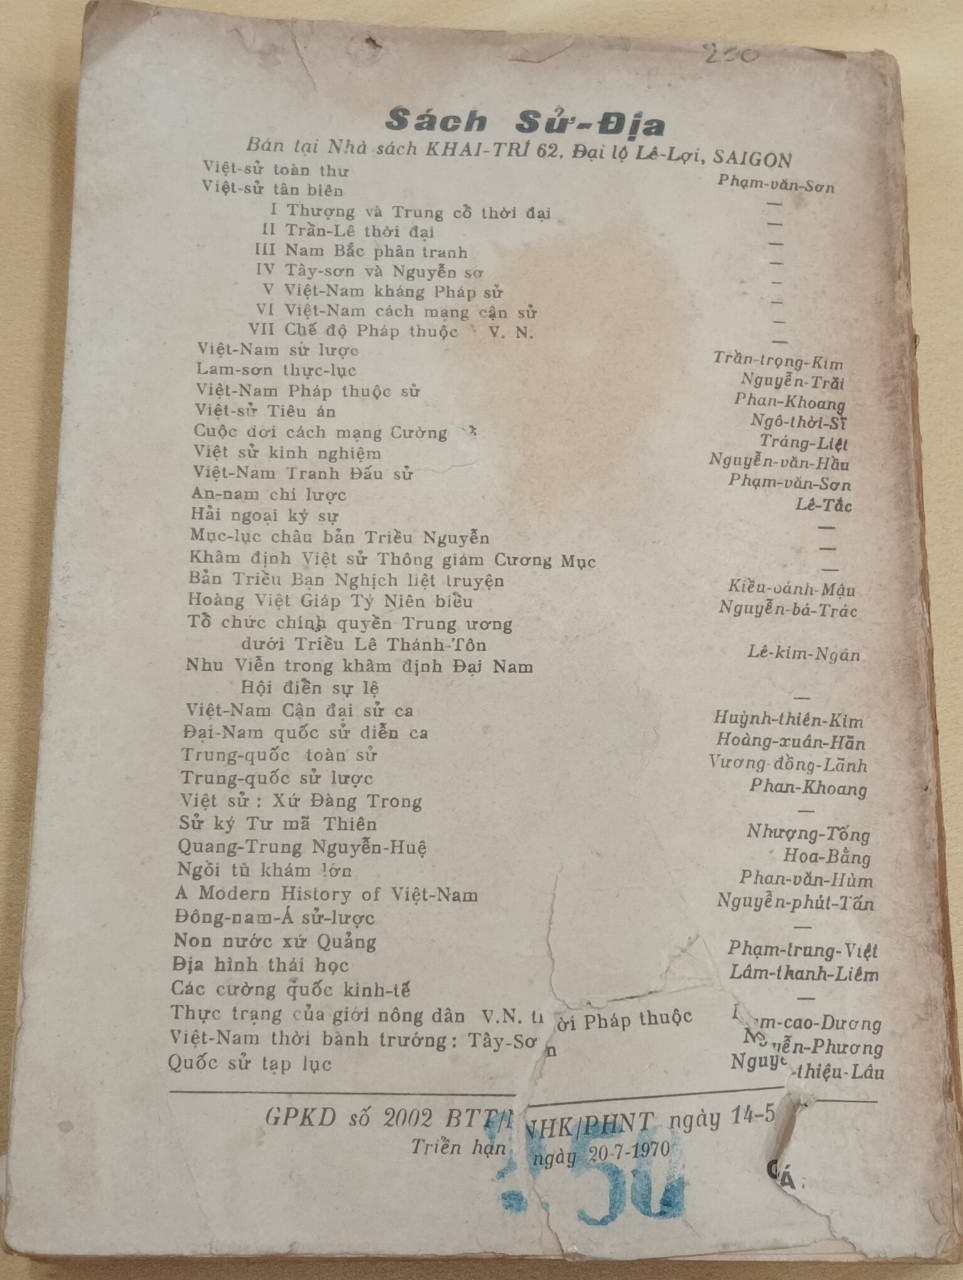 250
Sách Sử-Địa
Bán tại Nhà sách KHAI-TRÍ 62, Đại lộ Lê-Lợi, SAIGON
Việt-sử toàn thư Phạm-văn-Sơn
Việt-sử tân biên —
I Thượng và Trung cổ thời đại —
II Trần-Lê thời đại —
III Nam Bắc phân tranh —
IV Tây-sơn và Nguyễn sơ —
V Việt-Nam kháng Pháp sử —
VI Việt-Nam cách mạng cận sử —
VII Chế độ Pháp thuộc V. N. —
Việt-Nam sử lược Trần-trọng-Kim
Lam-sơn thực-lục Nguyễn-Trãi
Việt-Nam Pháp thuộc sử Phan-Khoang
Việt-sử Tiêu án Ngô-thời-Sĩ
Cuộc đời cách mạng Cường Tráng-Liệt
Việt sử kinh nghiệm Nguyễn-văn-Hầu
Việt-Nam Tranh Đấu sử Phạm-văn-Sơn
An-nam chí lược Lê-Tắc
Hải ngoại ký sự —
Mục-lục châu bản Triều Nguyễn —
Khâm định Việt sử Thông giám Cương Mục —
Bản Triều Bạn Nghịch liệt truyện Kiều-oánh-Mậu
Hoàng Việt Giáp Tý Niên biểu Nguyễn-bá-Trác
Tổ chức chính quyền Trung ương
dưới Triều Lê Thánh-Tôn Lê-kim-Ngân
Nhu Viễn trong khâm định Đại Nam
Hội điển sự lệ —
Việt-Nam Cận đại sử ca Huỳnh-thiên-Kim
Đại-Nam quốc sử diễn ca Hoàng-xuân-Hãn
Trung-quốc toàn sử Vương-đồng-Lãnh
Trung-quốc sử lược Phan-Khoang
Việt sử : Xứ Đàng Trong —
Sử ký Tư mã Thiên Nhượng-Tống
Quang-Trung Nguyễn-Huệ Hoa-Bằng
Ngồi tù khám lớn Phan-văn-Hùm
A Modern History of Việt-Nam Nguyễn-phút-Tấn
Đông-nam-Á sử-lược —
Non nước xứ Quảng Phạm-trung-Việt
Địa hình thái học Lâm-thanh-Liêm
Các cường quốc kinh-tế —
Thực trạng của giới nông dân V.N. Pháp thuộc -cao-Dương
Việt-Nam thời bành trướng : Tây-Sơn -Phương
Quốc sử tạp lục -thiệu-Lâu
GPKD số 2002 BTT/ NHK/PHNT ngày 14-5
Triển hạn ngày 20-7-1970
250